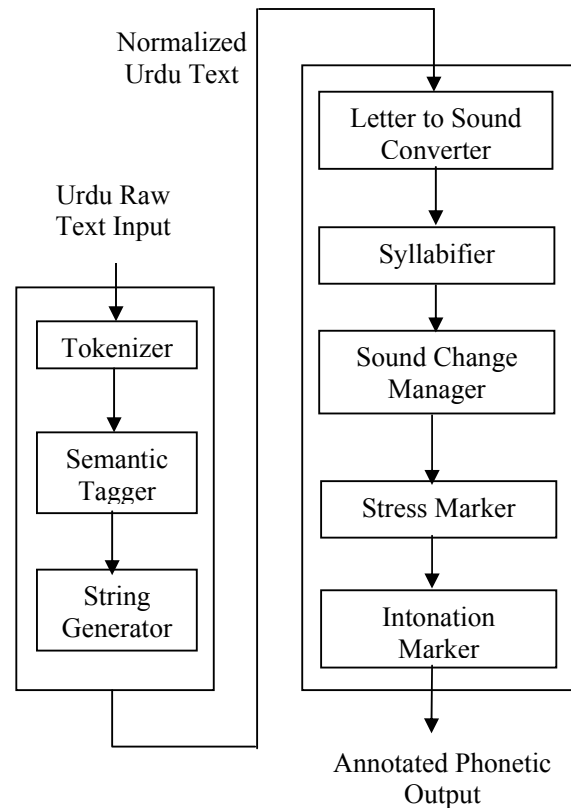 Normalized
Urdu Text
Urdu Raw
Text Input
Tokenizer
Semantic
Tagger
String
Generator
Letter to Sound
Converter
Syllabifier
Sound Change
Manager
Stress Marker
Intonation
Marker
Annotated Phonetic
Output